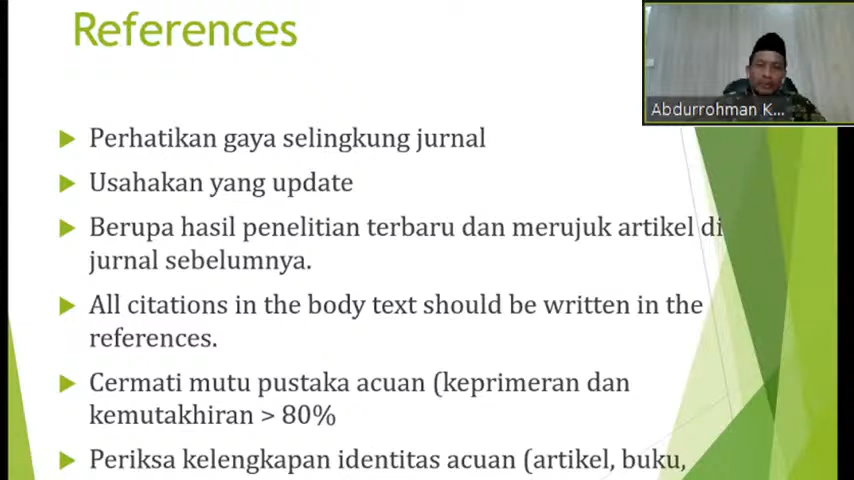 References
Abdurrohman K...
Perhatikan gaya selingkung jurnal
Usahakan yang update
Berupa hasil penelitian terbaru dan merujuk artikel di
jurnal sebelumnya.
All citations in the body text should be written in the
references.
Cermati mutu pustaka acuan (keprimeran dan
kemutakhiran > 80%
Periksa kelengkapan identitas acuan (artikel, buku,